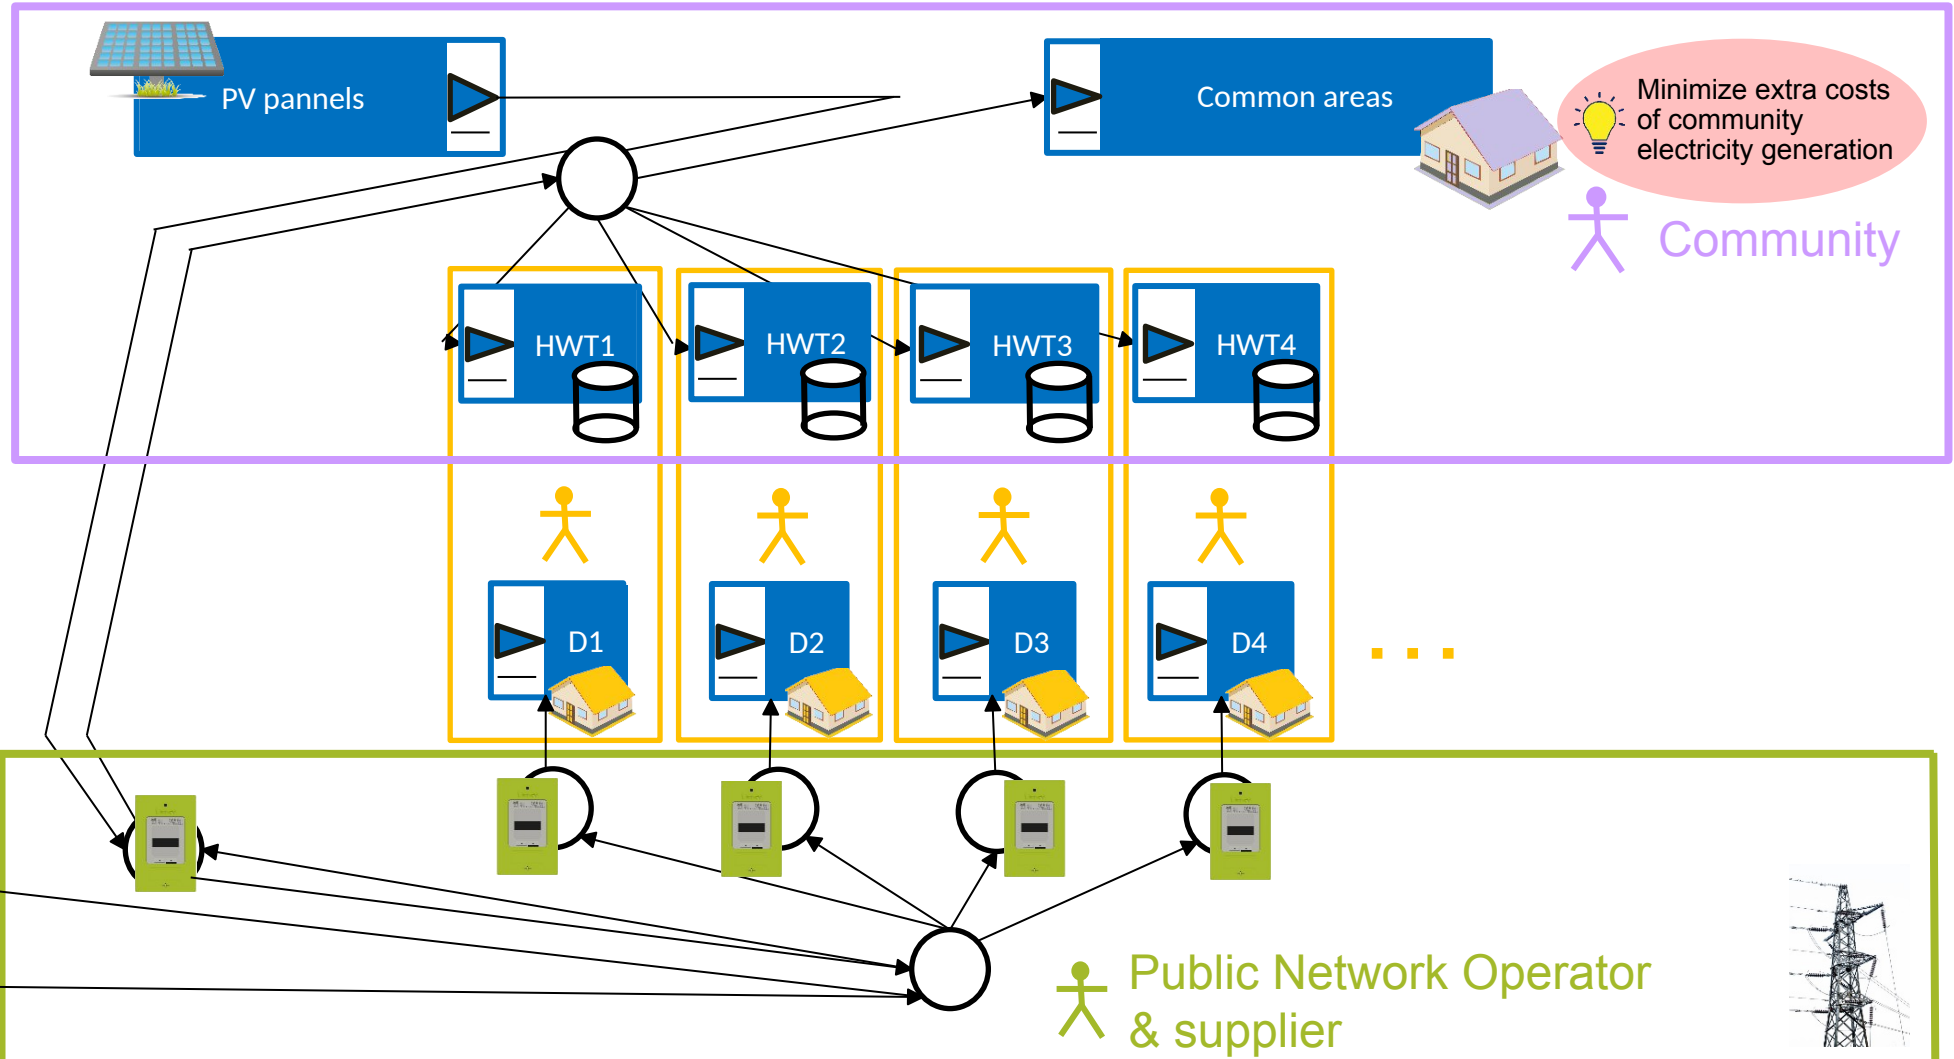 PV pannels
Common areas
Minimize extra costs
of community
electricity generation
Community
HWT1
HWT2
HWT3
HWT4
D1
D2
D3
D4
. . .
Public Network Operator
& supplier